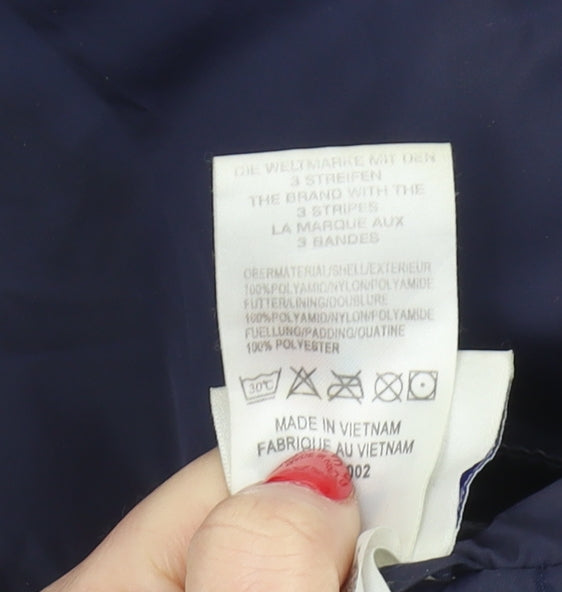 DIE WELTMARKE MIT DEN
3 STREIFEN
THE BRAND WITH THE
3 STRIPES
LA MARQUE AUX
3 BANDES
OBERMATERIAL/SHELL/EXTERIEUR
100%POLYAMID/NYLON/POLYAMIDE
FUTTER/LINING/DOUBLURE
100%POLYAMID/NYLON/POLYAMIDE
FUELLUNG/PADDING/OUATINE
100% POLYESTER
30°C
MADE IN VIETNAM
FABRIQUE AU VIETNAM
002